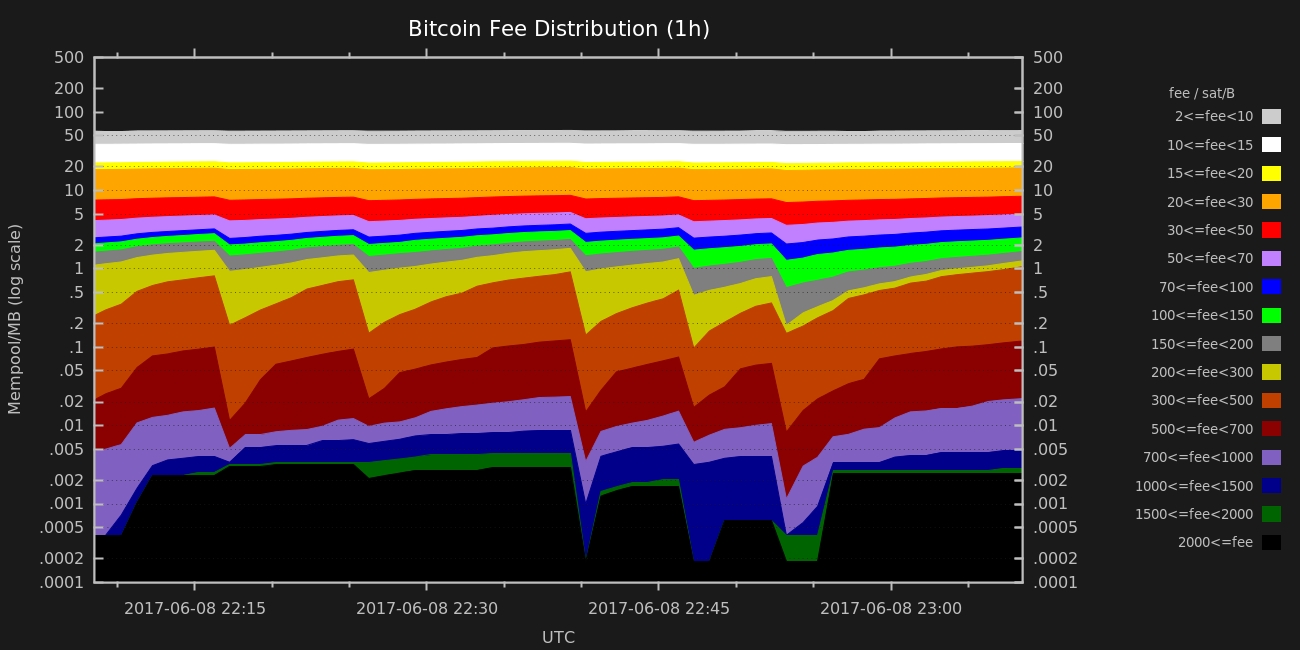 Bitcoin Fee Distribution (1h)
500 500
200 200
100 100
50 50
20 20
10 10
5 5
2 2
1 1
.5 .5
.2 .2
.1 .1
.05 .05
.02 .02
.01 .01
.005 .005
.002 .002
.001 .001
.0005 .0005
.0002 .0002
.0001 .0001
Mempool/MB (log scale)
2017-06-08 22:15 2017-06-08 22:30 2017-06-08 22:45 2017-06-08 23:00
UTC
fee / sat/B
2<=fee<10
10<=fee<15
15<=fee<20
20<=fee<30
30<=fee<50
50<=fee<70
70<=fee<100
100<=fee<150
150<=fee<200
200<=fee<300
300<=fee<500
500<=fee<700
700<=fee<1000
1000<=fee<1500
1500<=fee<2000
2000<=fee